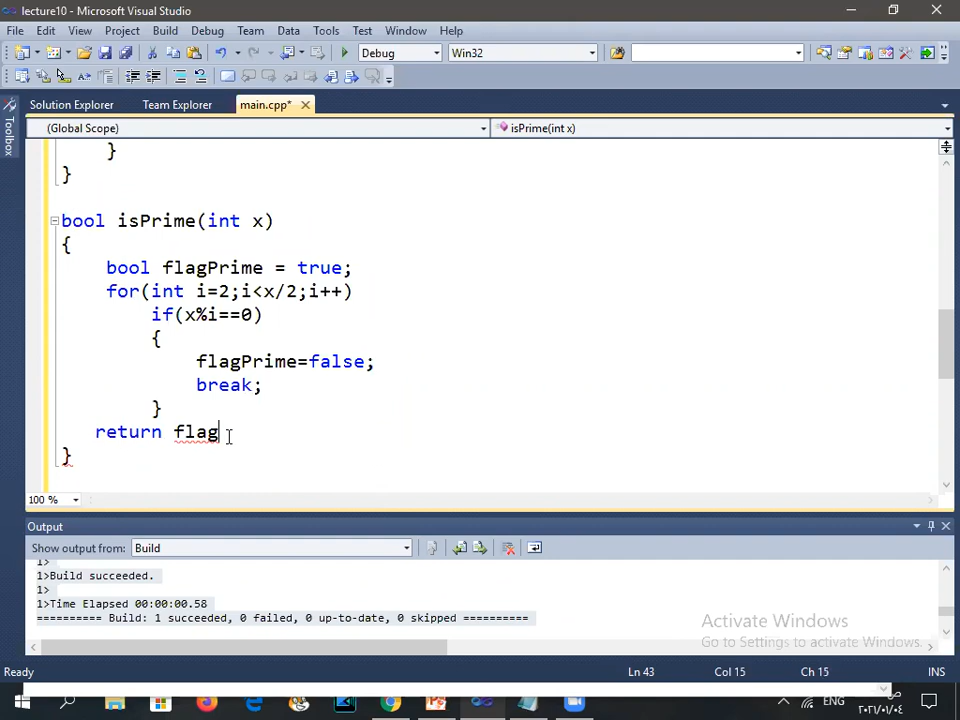 lecture10 - Microsoft Visual Studio
File Edit View Project Build Debug Team Data Tools Test Window Help
Debug Win32
Solution Explorer Team Explorer main.cpp*
Toolbox
(Global Scope) isPrime(int x)
}
}
bool isPrime(int x)
{
bool flagPrime = true;
for(int i=2;i<x/2;i++)
if(x%i==0)
{
flagPrime=false;
break;
}
return flag
}
100 %
Output
Show output from: Build
1>
1>Build succeeded.
1>
1>Time Elapsed 00:00:00.58
========== Build: 1 succeeded, 0 failed, 0 up-to-date, 0 skipped ==========
Activate Windows
Go to Settings to activate Windows.
Ready Ln 43 Col 15 Ch 15 INS
ENG
٢٠٢١/٠١/٠٤